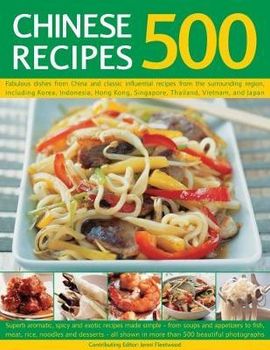 CHINESE 500
RECIPES
Fabulous dishes from China and classic influential recipes from the surrounding region,
including Korea, Indonesia, Hong Kong, Singapore, Thailand, Vietnam, and Japan
Superb aromatic, spicy and exotic recipes made simple - from soups and appetizers to fish,
meat, rice, noodles and desserts - all shown in more than 500 beautiful photographs
Contributing Editor: Jenni Fleetwood